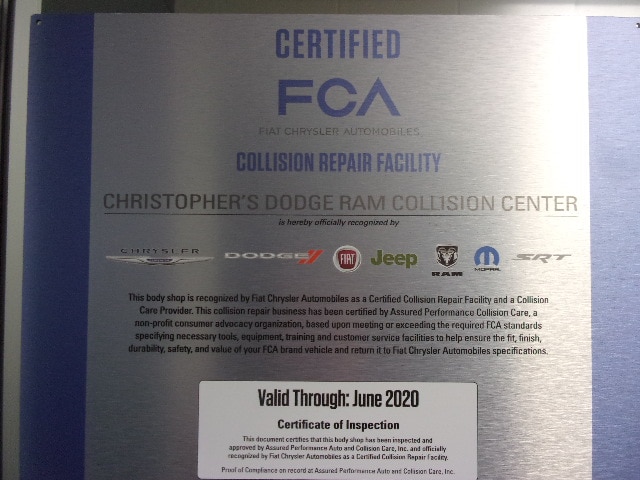 CERTIFIED
FCA
FIAT CHRYSLER AUTOMOBILES
COLLISION REPAIR FACILITY
CHRISTOPHER'S DODGE RAM COLLISION CENTER
is hereby officially recognized by
CHRYSLER DODGE FIAT Jeep RAM MOPAR SRT
This body shop is recognized by Fiat Chrysler Automobiles as a Certified Collision Repair Facility and a Collision
Care Provider. This collision repair business has been certified by Assured Performance Collision Care, a
non-profit consumer advocacy organization, based upon meeting or exceeding the required FCA standards
specifying necessary tools, equipment, training and customer service facilities to help ensure the fit, finish,
durability, safety, and value of your FCA brand vehicle and return it to Fiat Chrysler Automobiles specifications.
Valid Through: June 2020
Certificate of Inspection
This document certifies that this body shop has been inspected and
approved by Assured Performance Auto and Collision Care, Inc. and officially
recognized by Fiat Chrysler Automobiles as a Certified Collision Repair Facility.
Proof of Compliance on record at Assured Performance Auto and Collision Care, Inc.